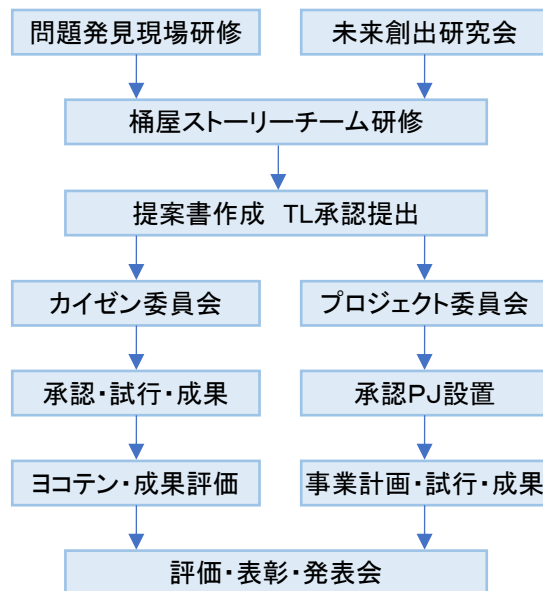 問題発見現場研修
未来創出研究会
桶屋ストーリーチーム研修
提案書作成　TL承認提出
カイゼン委員会
プロジェクト委員会
承認・試行・成果
承認PJ設置
ヨコテン・成果評価
事業計画・試行・成果
評価・表彰・発表会